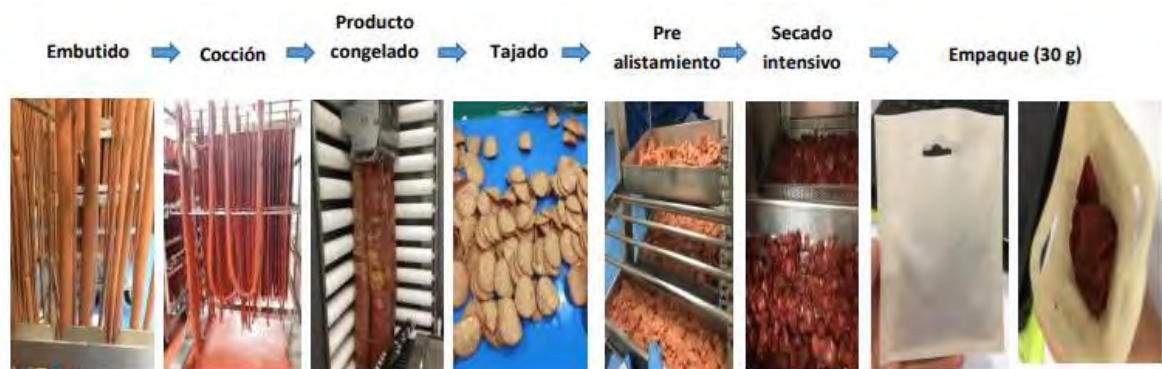 Embutido
Cocción
Producto
congelado
Tajado
Pre
alistamiento
Secado
intensivo
Empaque (30 g)